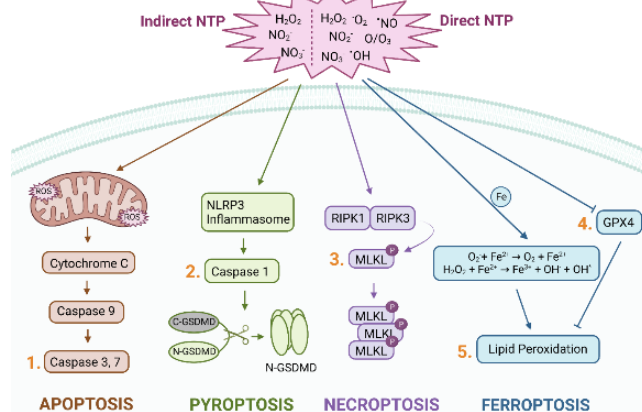 Indirect NTP
H₂O₂
NO₂⁻
NO₃⁻
H₂O₂ ·O₂⁻ •NO
NO₂⁻ O/O₃
NO₃⁻ •OH
Direct NTP
ROS
ROS
Cytochrome C
Caspase 9
1. Caspase 3, 7
APOPTOSIS
NLRP3
Inflammasome
2. Caspase 1
C-GSDMD
N-GSDMD
N-GSDMD
PYROPTOSIS
RIPK1 RIPK3
3. MLKL P
MLKL P
MLKL P
MLKL P
NECROPTOSIS
Fe
4. GPX4
O₂⁻+ Fe³⁺ → O₂ + Fe²⁺
H₂O₂ + Fe²⁺→ Fe³⁺ + OH⁻ + OH•
5. Lipid Peroxidation
FERROPTOSIS